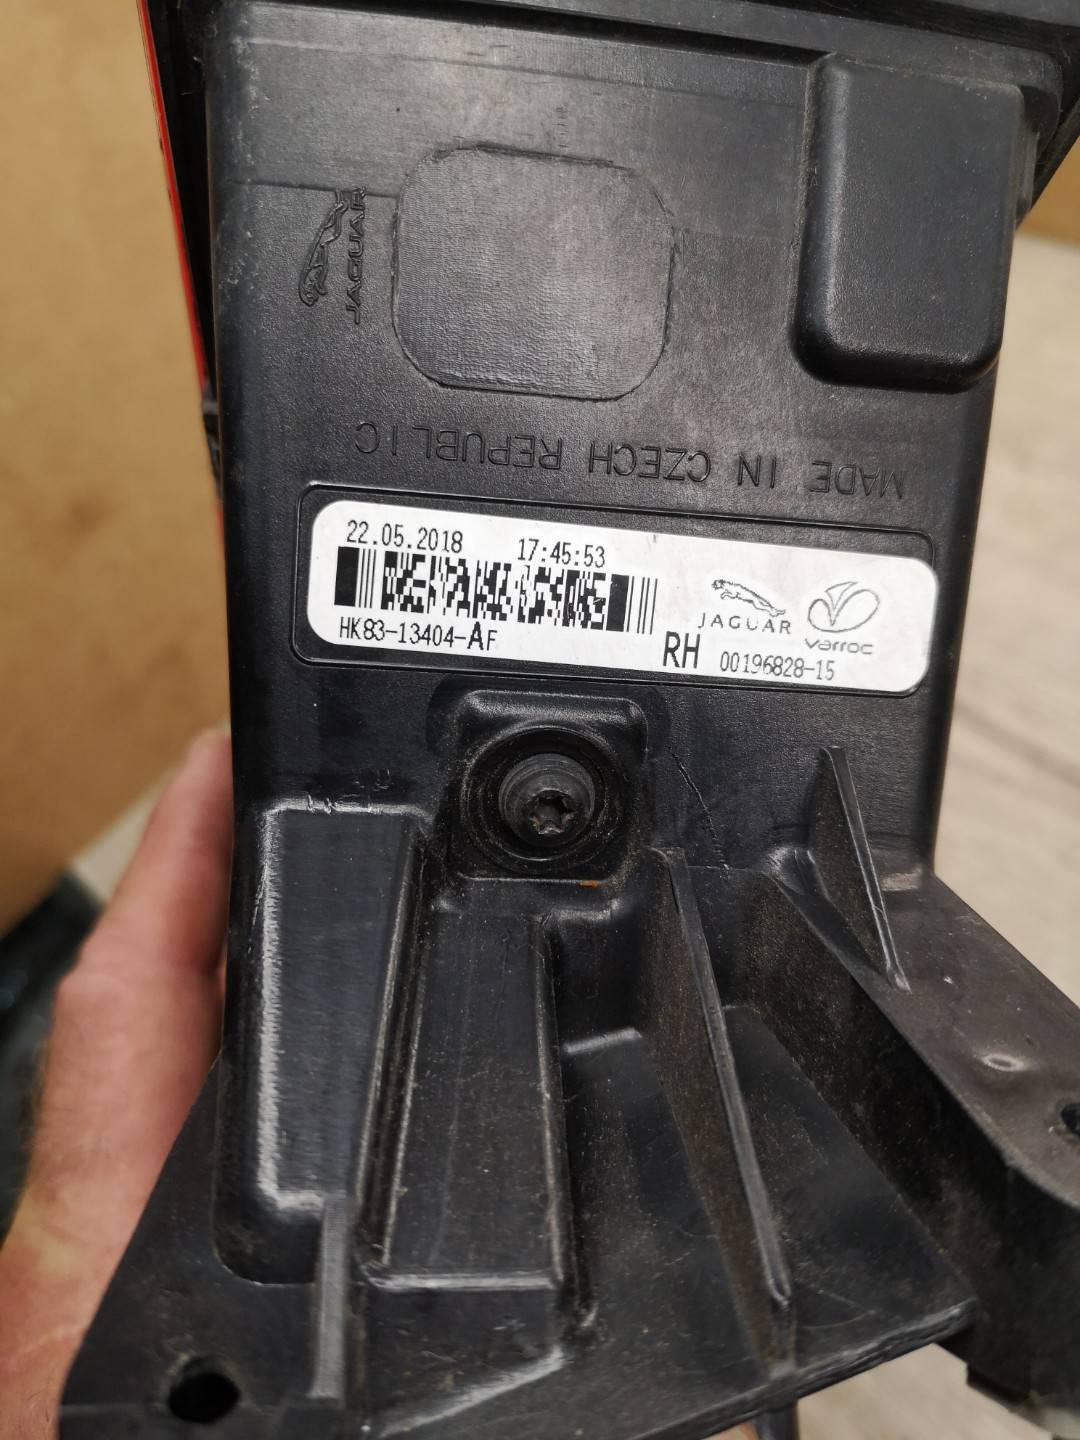 JAGUAR
MADE IN CZECH REPUBLIC
22.05.2018 17:45:53
HK83-13404-AF
RH
JAGUAR
varroc
00196828-15